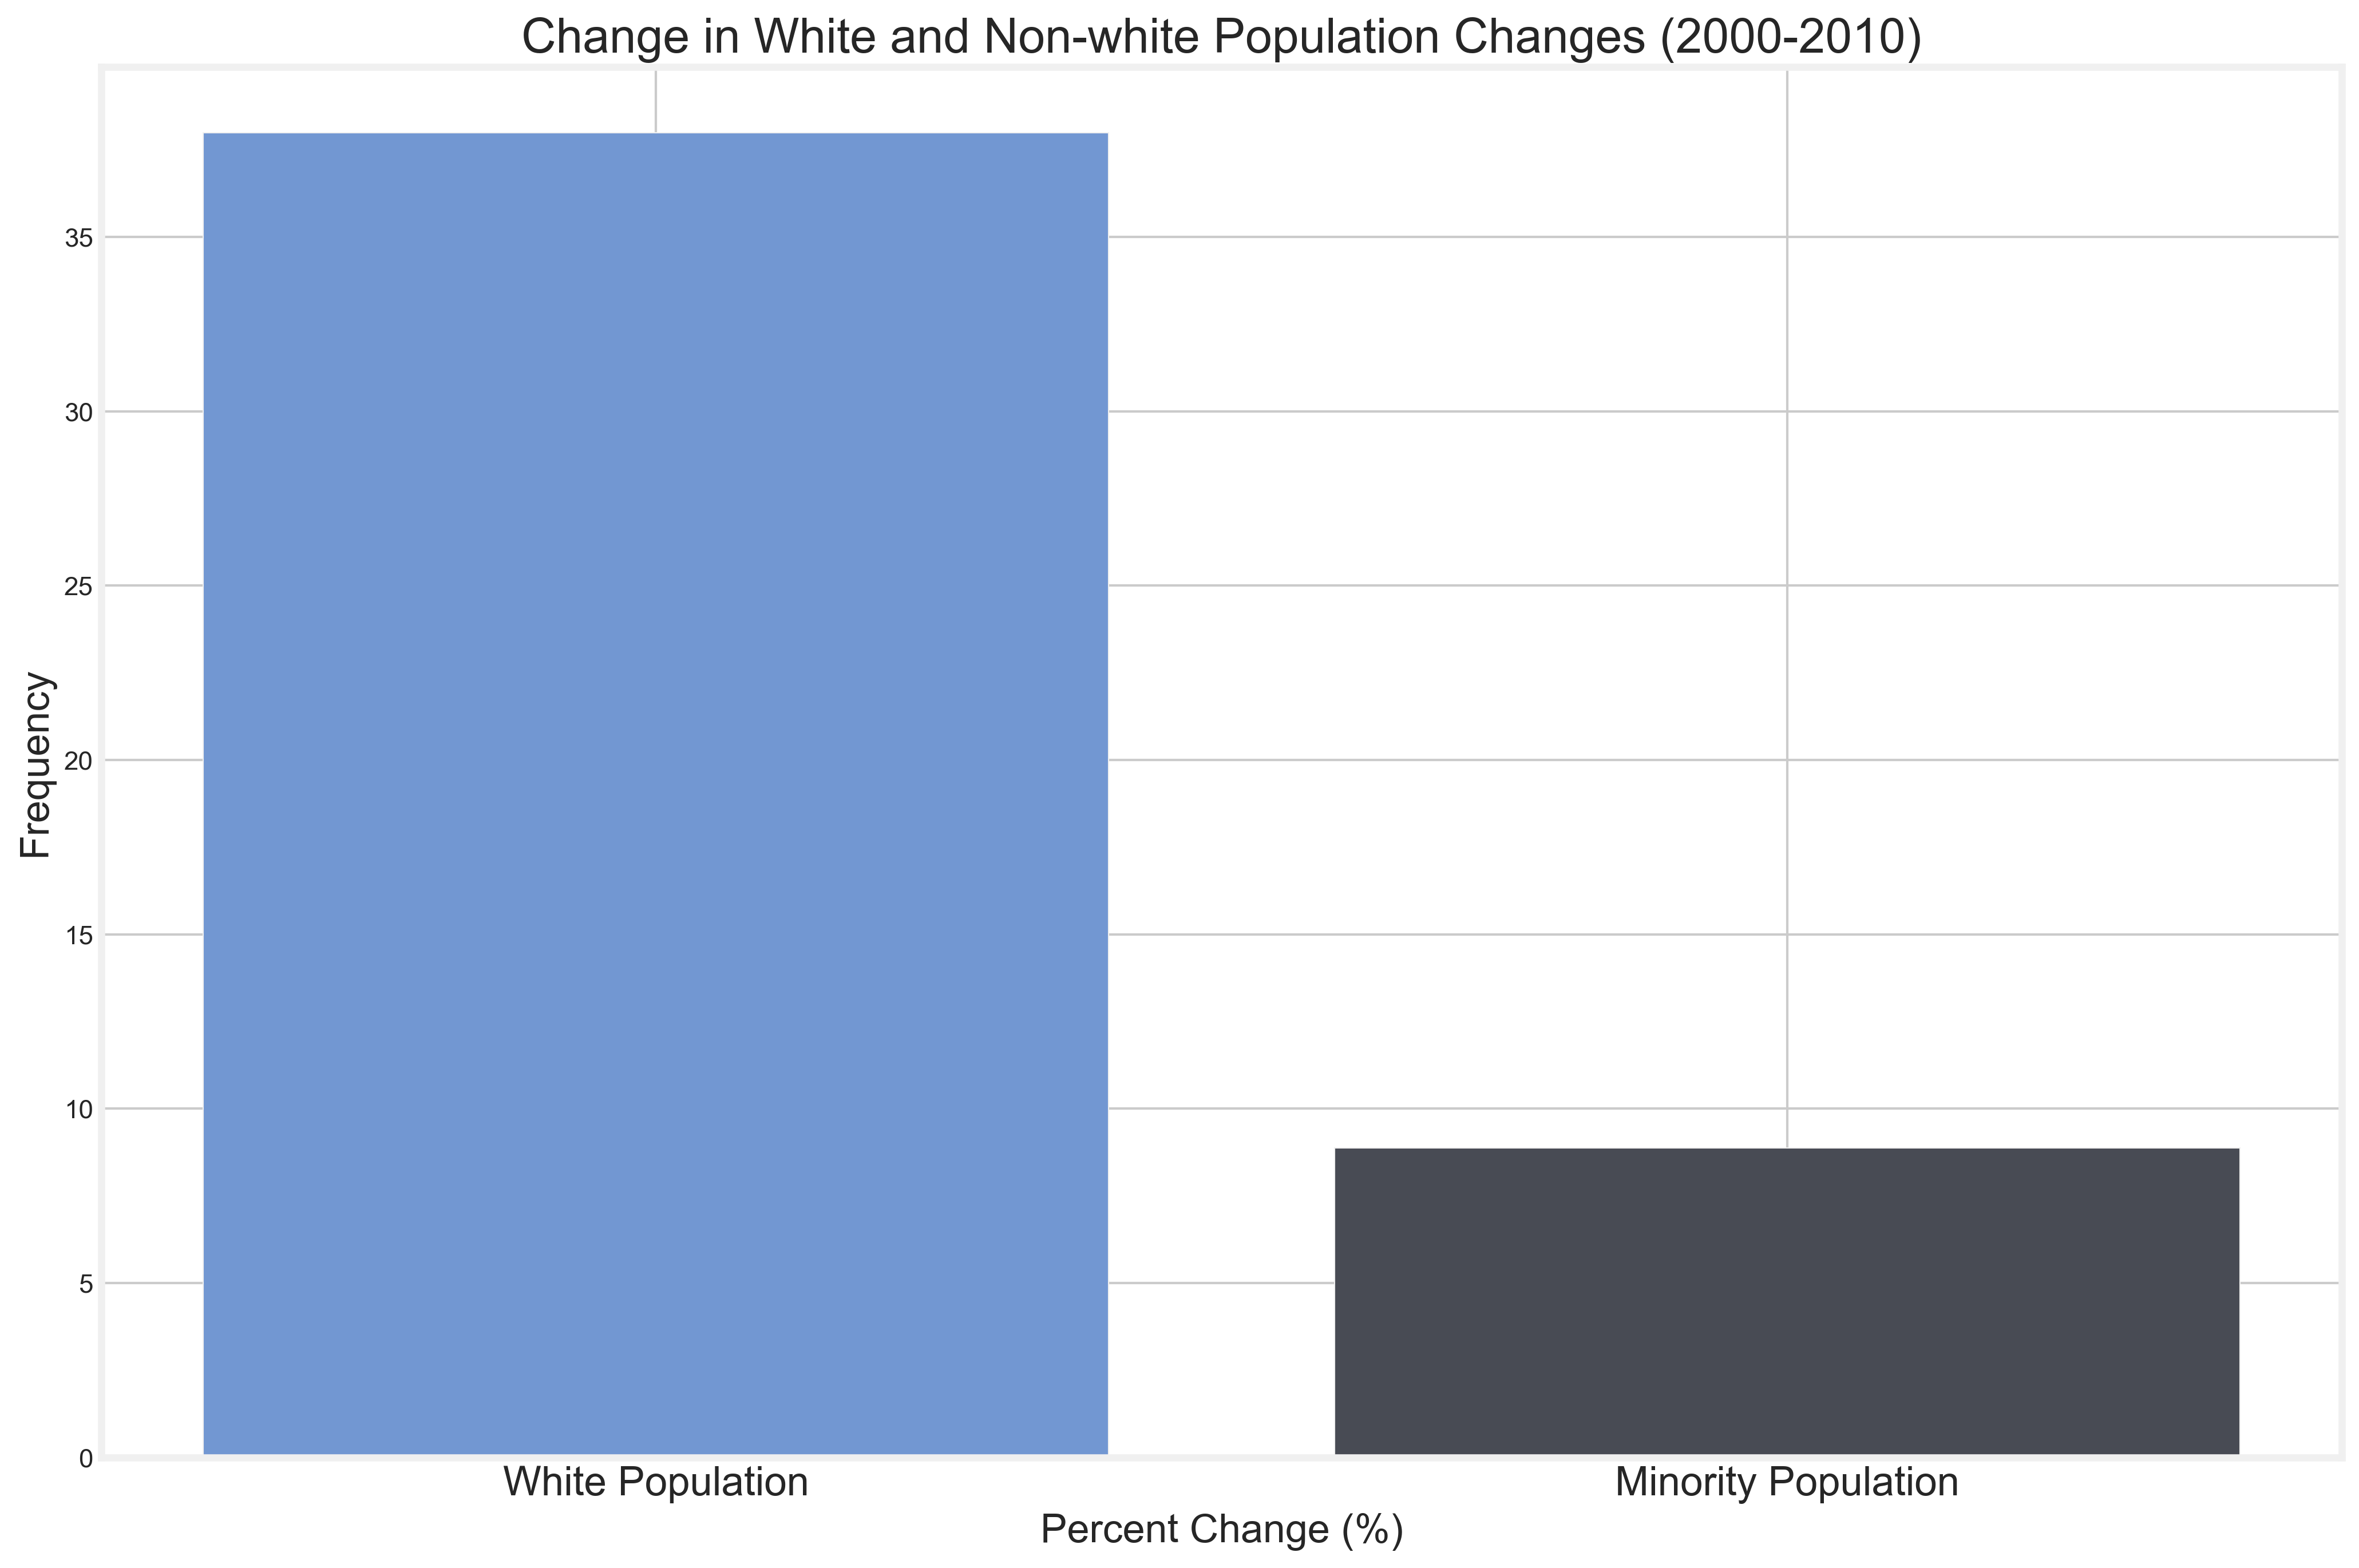 Change in White and Non-white Population Changes (2000-2010)
35
30
25
20
15
10
5
0
Frequency
White Population
Minority Population
Percent Change (%)